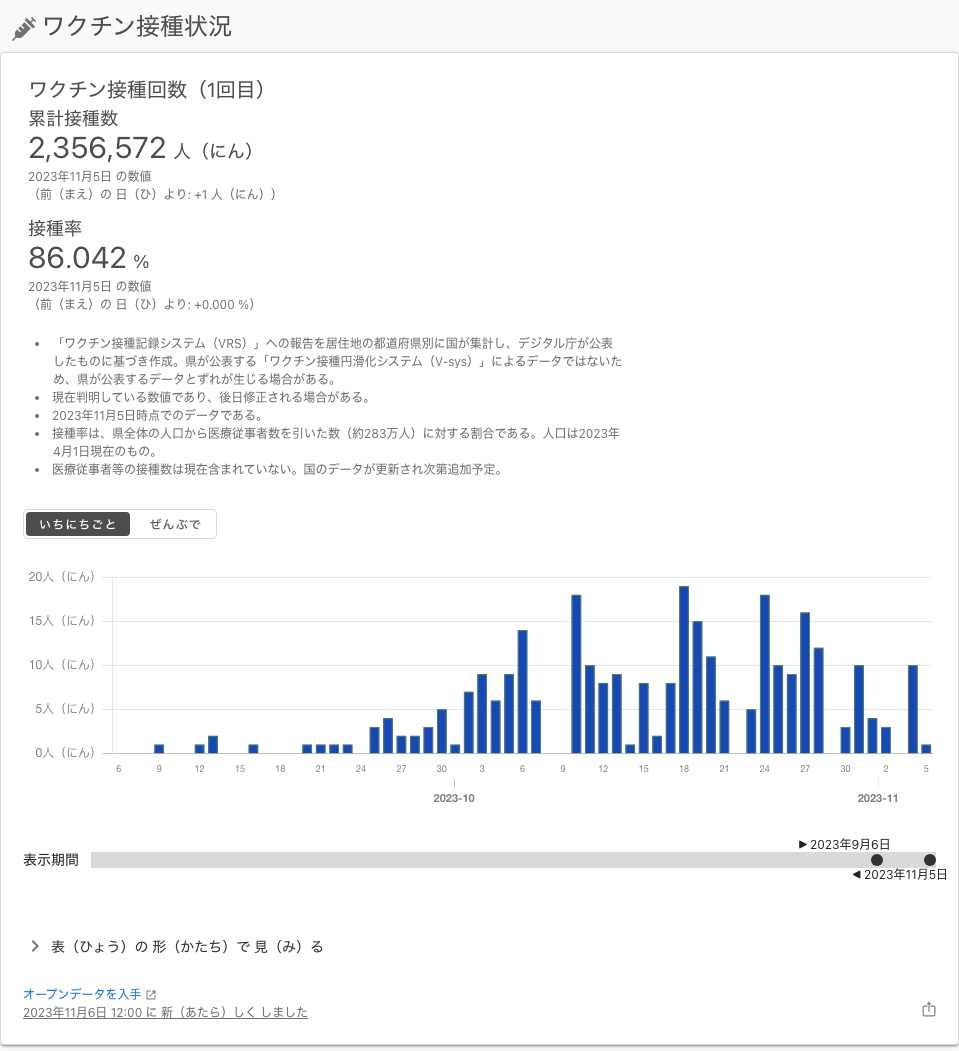 ワクチン接種状況
ワクチン接種回数（1回目）
累計接種数
2,356,572 人（にん）
2023年11月5日 の数値
（前（まえ）の 日（ひ）より: +1 人（にん））
接種率
86.042 %
2023年11月5日 の数値
（前（まえ）の 日（ひ）より: +0.000 %）
• 「ワクチン接種記録システム（VRS）」への報告を居住地の都道府県別に国が集計し、デジタル庁が公表
したものに基づき作成。県が公表する「ワクチン接種円滑化システム（V-sys）」によるデータではないた
め、県が公表するデータとずれが生じる場合がある。
• 現在判明している数値であり、後日修正される場合がある。
• 2023年11月5日時点でのデータである。
• 接種率は、県全体の人口から医療従事者数を引いた数（約283万人）に対する割合である。人口は2023年
4月1日現在のもの。
• 医療従事者等の接種数は現在含まれていない。国のデータが更新され次第追加予定。
いちにちごと ぜんぶで
20人（にん）
15人（にん）
10人（にん）
5人（にん）
0人（にん）
6 9 12 15 18 21 24 27 30 3 6 9 12 15 18 21 24 27 30 2 5
2023-10 2023-11
▶ 2023年9月6日
表示期間
◀ 2023年11月5日
表（ひょう）の 形（かたち）で 見（み）る
オープンデータを入手
2023年11月6日 12:00 に 新（あたら）しく しました